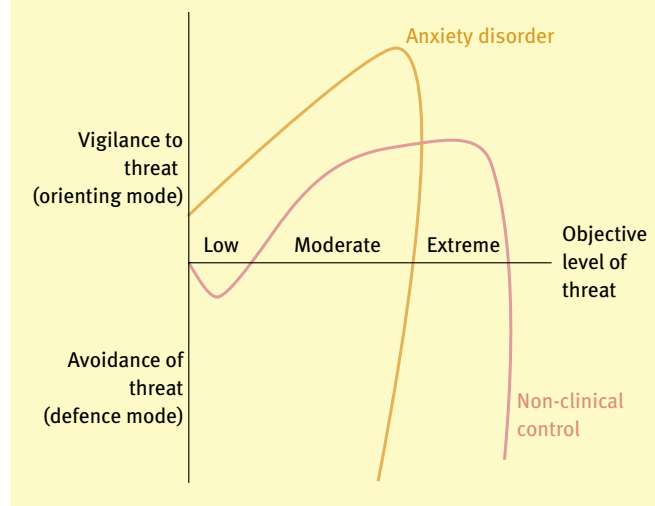 Anxiety disorder
Vigilance to
threat
(orienting mode)
Low
Moderate
Extreme
Objective
level of
threat
Avoidance of
threat
(defence mode)
Non-clinical
control